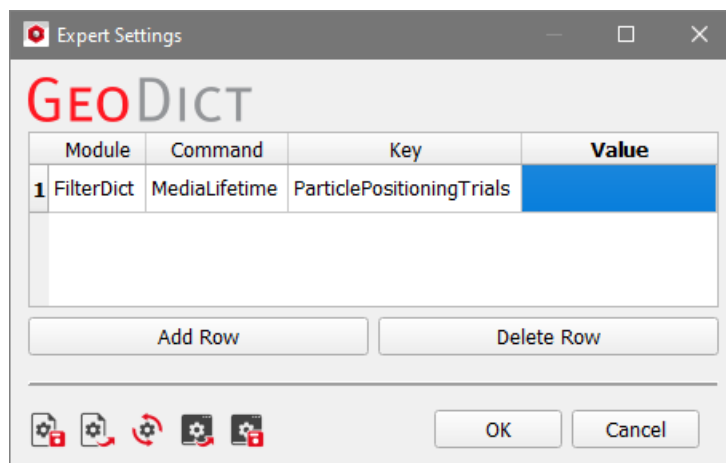 Expert Settings
GEODICT
Module Command Key Value
1 FilterDict MediaLifetime ParticlePositioningTrials
Add Row Delete Row
OK Cancel